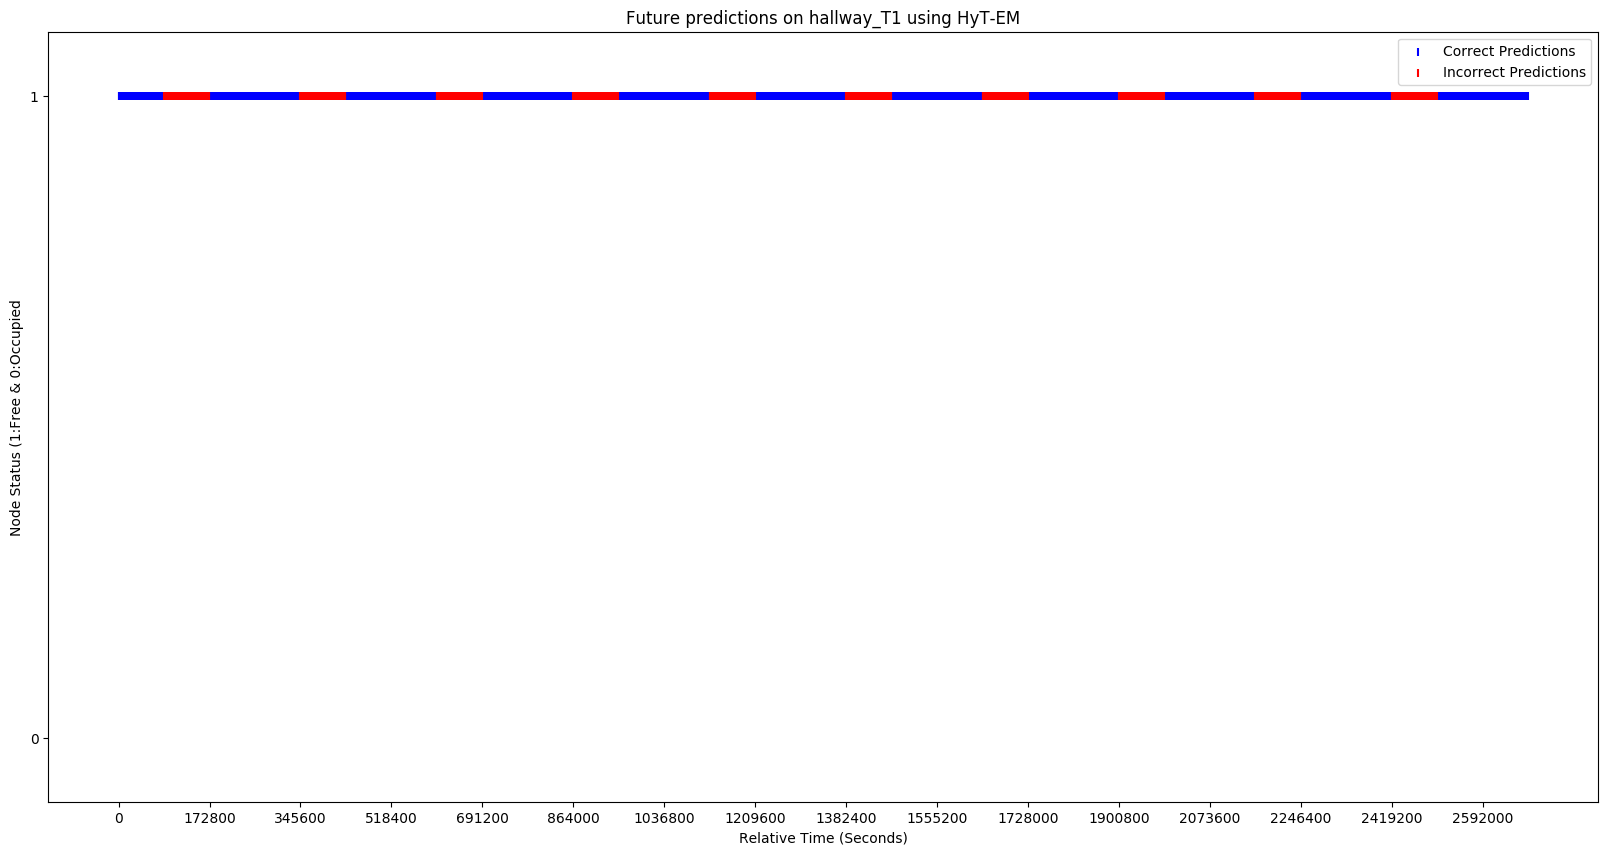 Future predictions on hallway_T1 using HyT-EM
Correct Predictions
Incorrect Predictions
1
0
Node Status (1:Free & 0:Occupied
0 172800 345600 518400 691200 864000 1036800 1209600 1382400 1555200 1728000 1900800 2073600 2246400 2419200 2592000
Relative Time (Seconds)